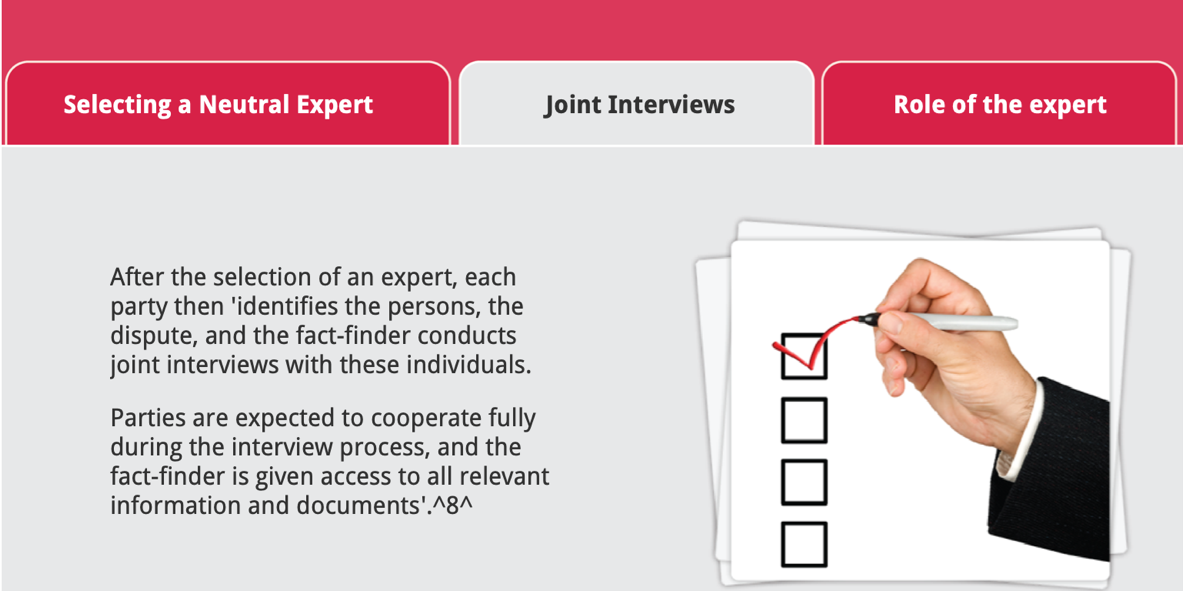 Selecting a Neutral Expert
Joint Interviews
Role of the expert
After the selection of an expert, each
party then 'identifies the persons, the
dispute, and the fact-finder conducts
joint interviews with these individuals.
Parties are expected to cooperate fully
during the interview process, and the
fact-finder is given access to all relevant
information and documents'.^8^